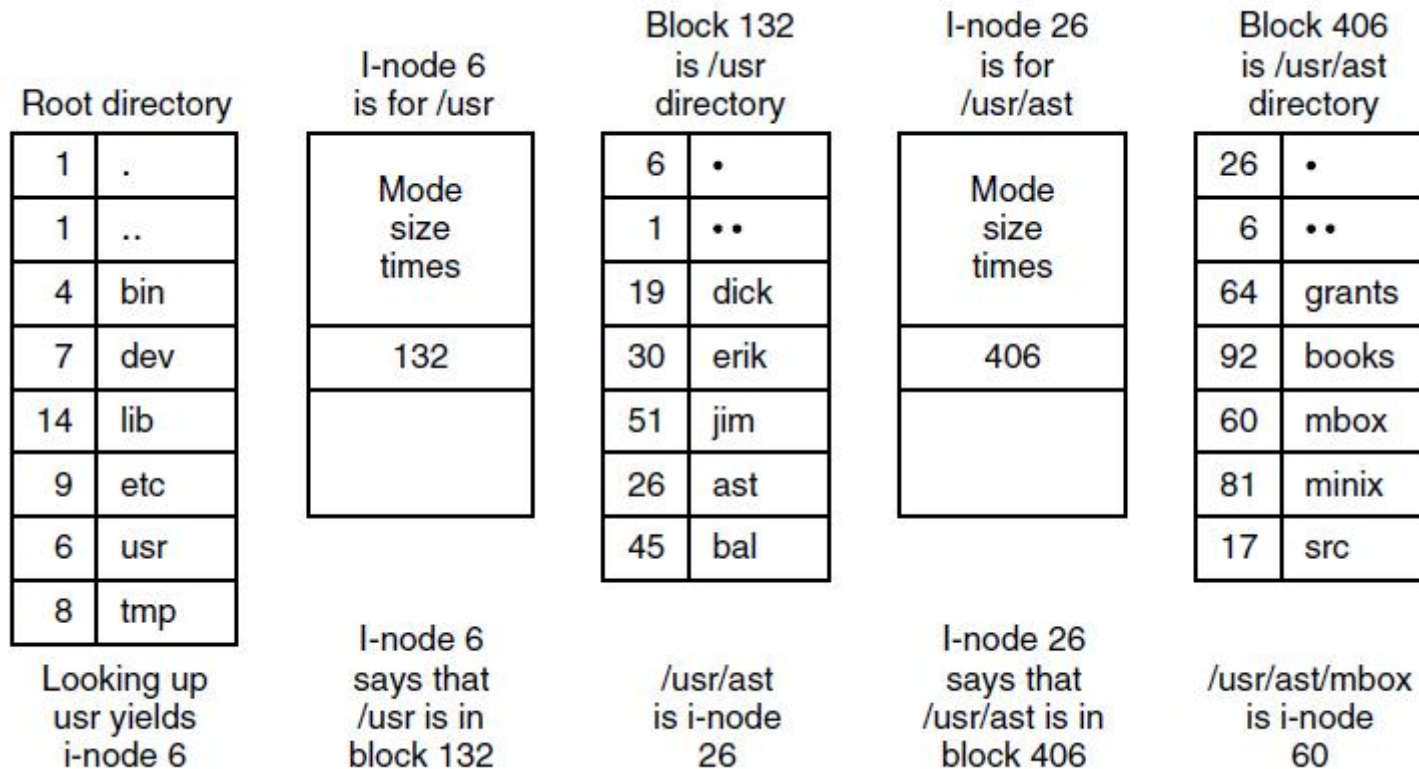 Root directory
1 .
1 ..
4 bin
7 dev
14 lib
9 etc
6 usr
8 tmp
Looking up
usr yields
i-node 6
I-node 6
is for /usr
Mode
size
times
132
I-node 6
says that
/usr is in
block 132
Block 132
is /usr
directory
6 •
1 ••
19 dick
30 erik
51 jim
26 ast
45 bal
/usr/ast
is i-node
26
I-node 26
is for
/usr/ast
Mode
size
times
406
I-node 26
says that
/usr/ast is in
block 406
Block 406
is /usr/ast
directory
26 •
6 ••
64 grants
92 books
60 mbox
81 minix
17 src
/usr/ast/mbox
is i-node
60